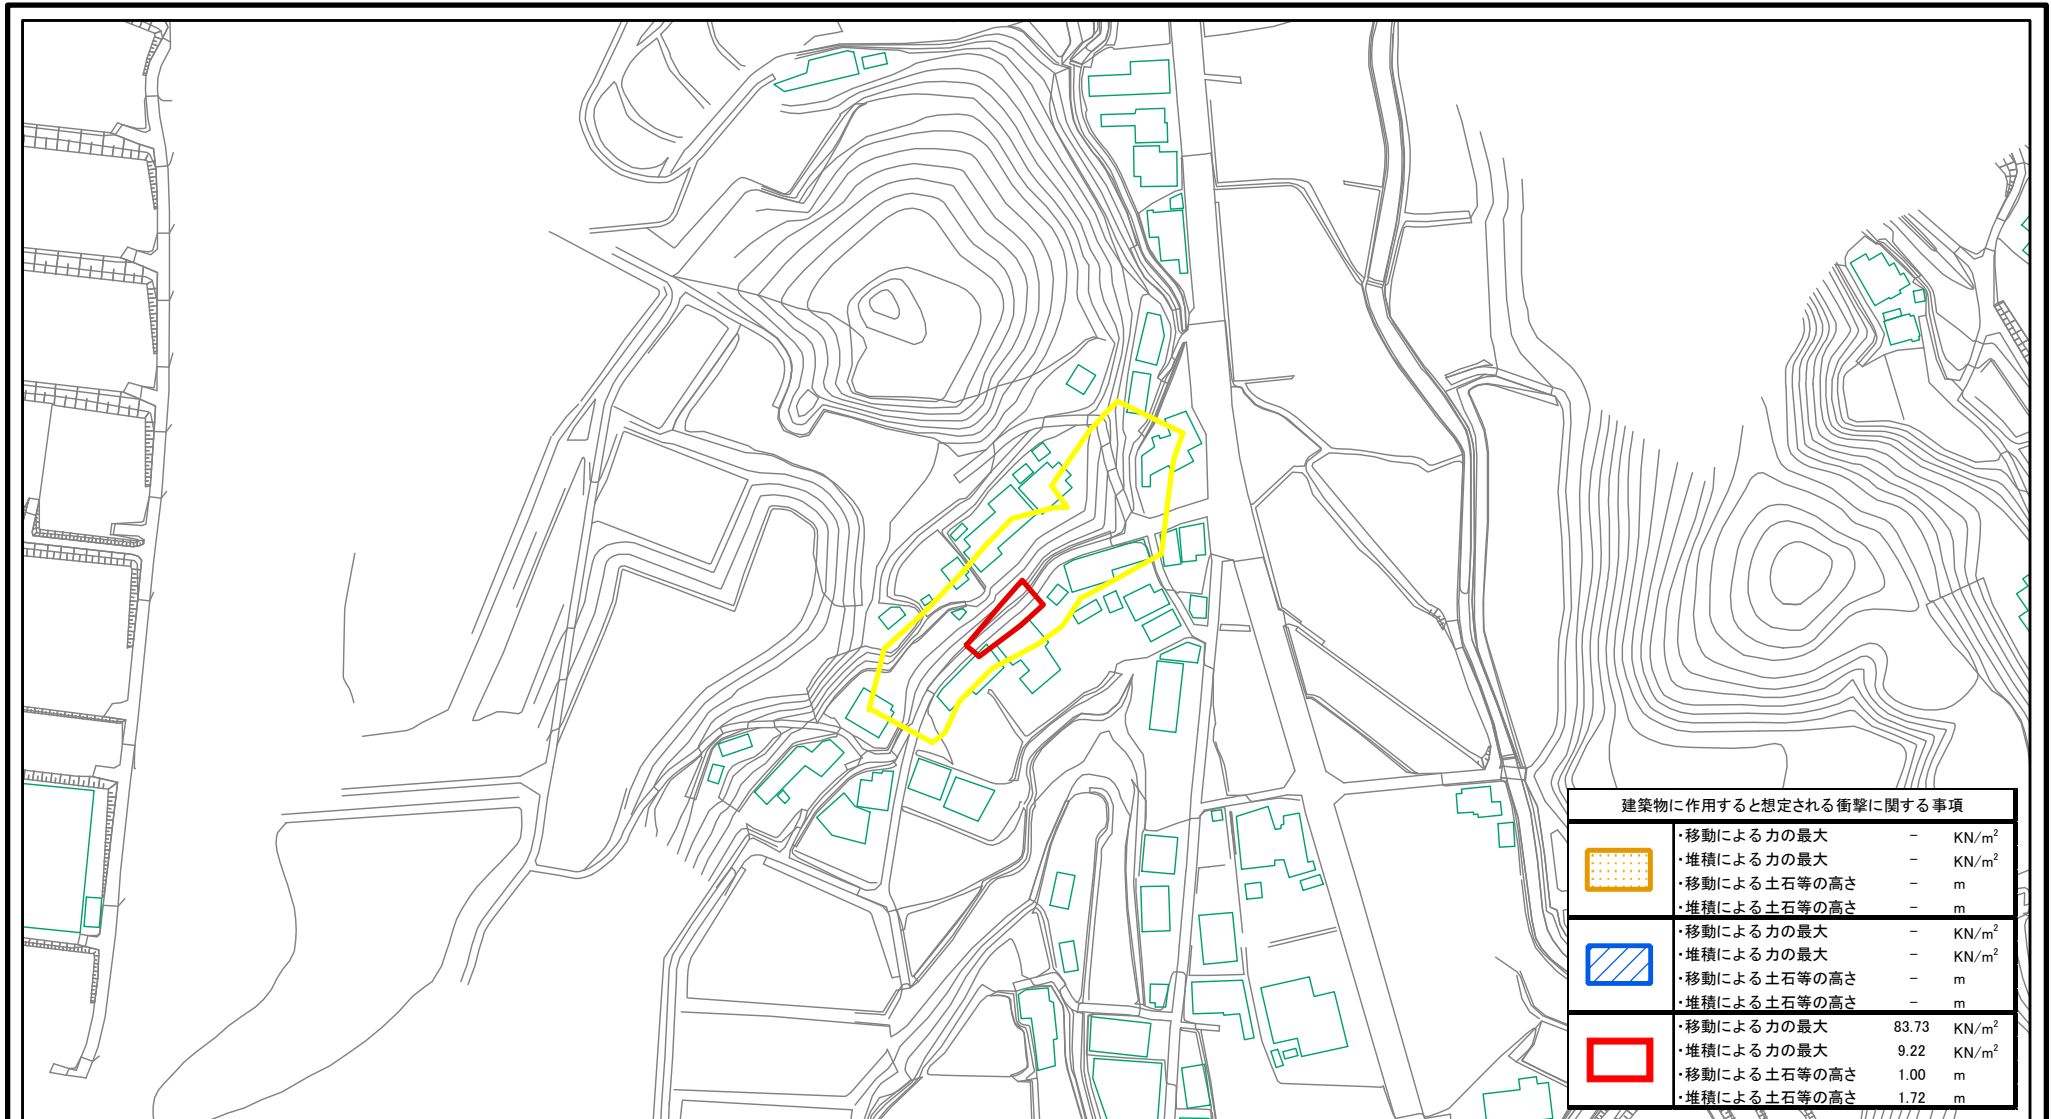 建築物に作用すると想定される衝撃に関する事項
・移動による力の最大 － KN/m²
・堆積による力の最大 － KN/m²
・移動による土石等の高さ － m
・堆積による土石等の高さ － m
・移動による力の最大 － KN/m²
・堆積による力の最大 － KN/m²
・移動による土石等の高さ － m
・堆積による土石等の高さ － m
・移動による力の最大 83.73 KN/m²
・堆積による力の最大 9.22 KN/m²
・移動による土石等の高さ 1.00 m
・堆積による土石等の高さ 1.72 m